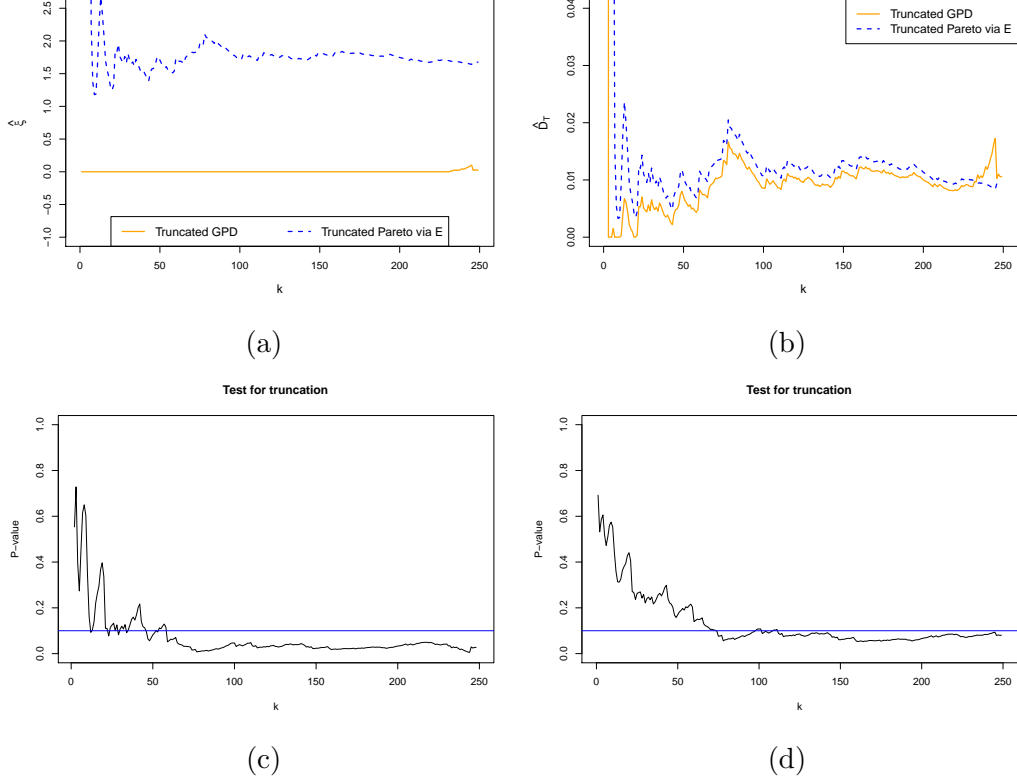 2.5
2.0
1.5
1.0
0.5
0.0
−0.5
−1.0
ξ̂
Truncated GPD
Truncated Pareto via E
0 50 100 150 200 250
k
(a)
0.04
0.03
0.02
0.01
0.00
D̂T
Truncated GPD
Truncated Pareto via E
0 50 100 150 200 250
k
(b)
Test for truncation
1.0
0.8
0.6
0.4
0.2
0.0
P−value
0 50 100 150 200 250
k
(c)
Test for truncation
1.0
0.8
0.6
0.4
0.2
0.0
P−value
0 50 100 150 200 250
k
(d)